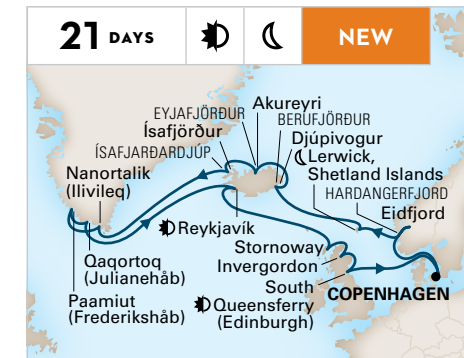 21 DAYS
NEW
Akureyri
EYJAFJÖRÐUR
BERUFJÖRÐUR
Ísafjörður
Djúpivogur
ÍSAFJARÐARDJÚP
Lerwick,
Shetland Islands
Nanortalik
(Ilivileq)
HARDANGERFJORD
Eidfjord
Reykjavík
Stornoway
Invergordon
Qaqortoq
(Julianehåb)
South
Queensferry
(Edinburgh)
COPENHAGEN
Paamiut
(Frederikshåb)